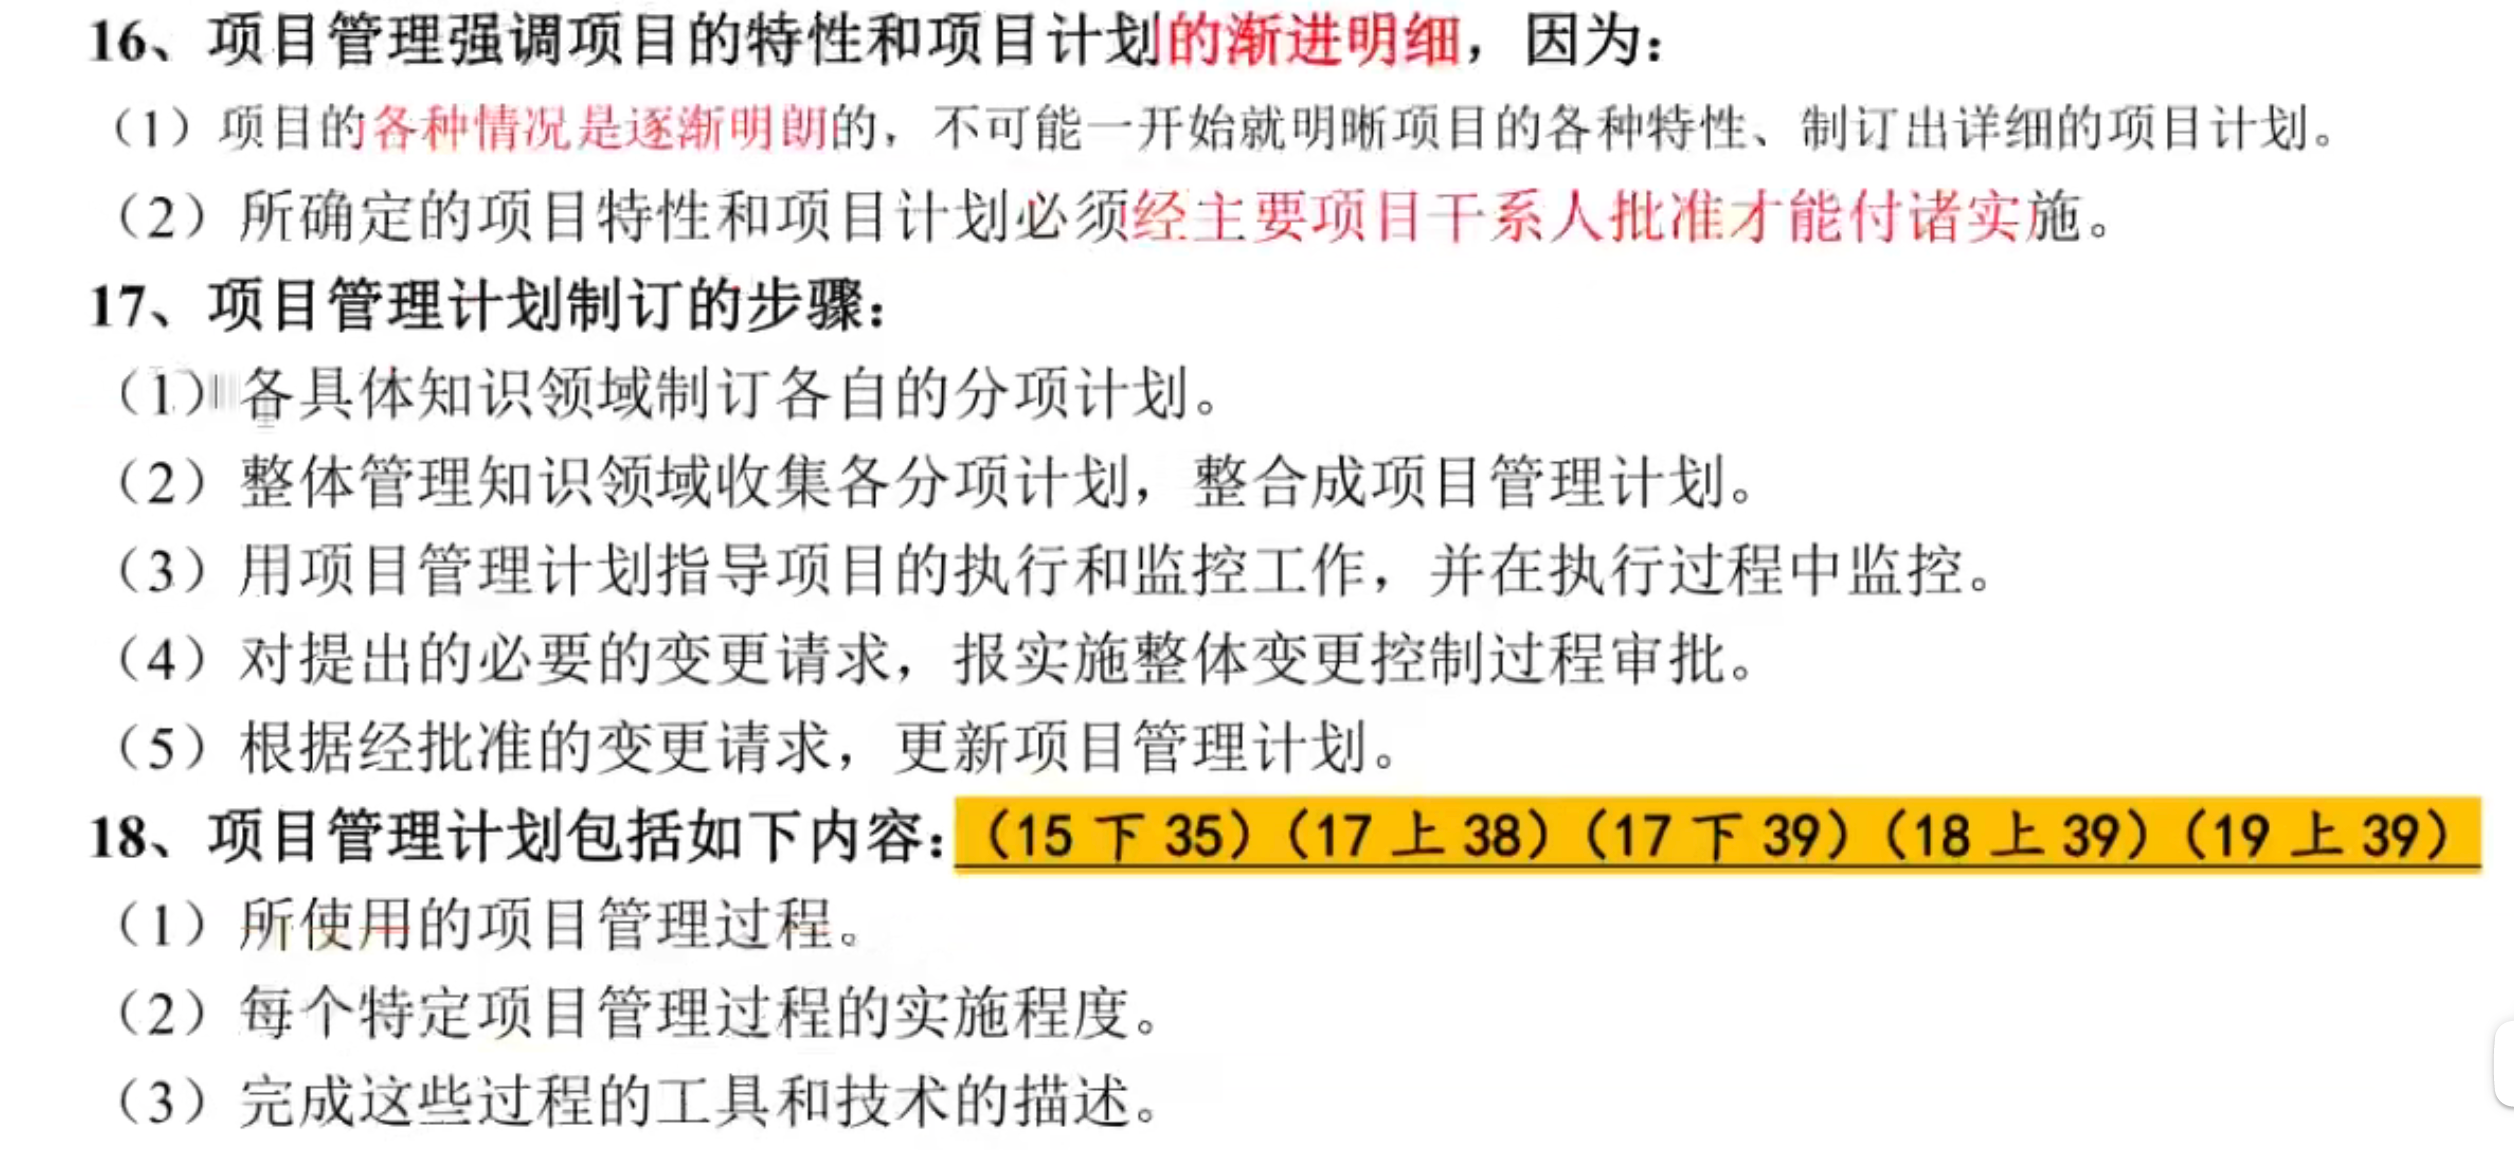 16、项目管理强调项目的特性和项目计划的渐进明细，因为：
（1）项目的各种情况是逐渐明朗的，不可能一开始就明晰项目的各种特性、制订出详细的项目计划。
（2）所确定的项目特性和项目计划必须经主要项目干系人批准才能付诸实施。
17、项目管理计划制订的步骤：
（1）各具体知识领域制订各自的分项计划。
（2）整体管理知识领域收集各分项计划，整合成项目管理计划。
（3）用项目管理计划指导项目的执行和监控工作，并在执行过程中监控。
（4）对提出的必要的变更请求，报实施整体变更控制过程审批。
（5）根据经批准的变更请求，更新项目管理计划。
18、项目管理计划包括如下内容：（15 下 35）（17 上 38）（17 下 39）（18 上 39）（19 上 39）
（1）所使用的项目管理过程。
（2）每个特定项目管理过程的实施程度。
（3）完成这些过程的工具和技术的描述。